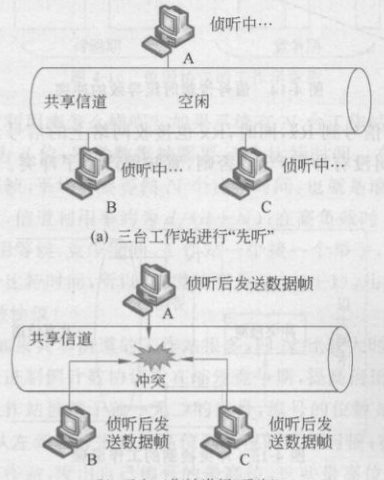 侦听中…
A
共享信道
空闲
侦听中…
侦听中…
B
C
(a) 三台工作站进行“先听”
侦听后发送数据帧
A
共享信道
冲突
侦听后发
送数据帧
侦听后发
送数据帧
B
C